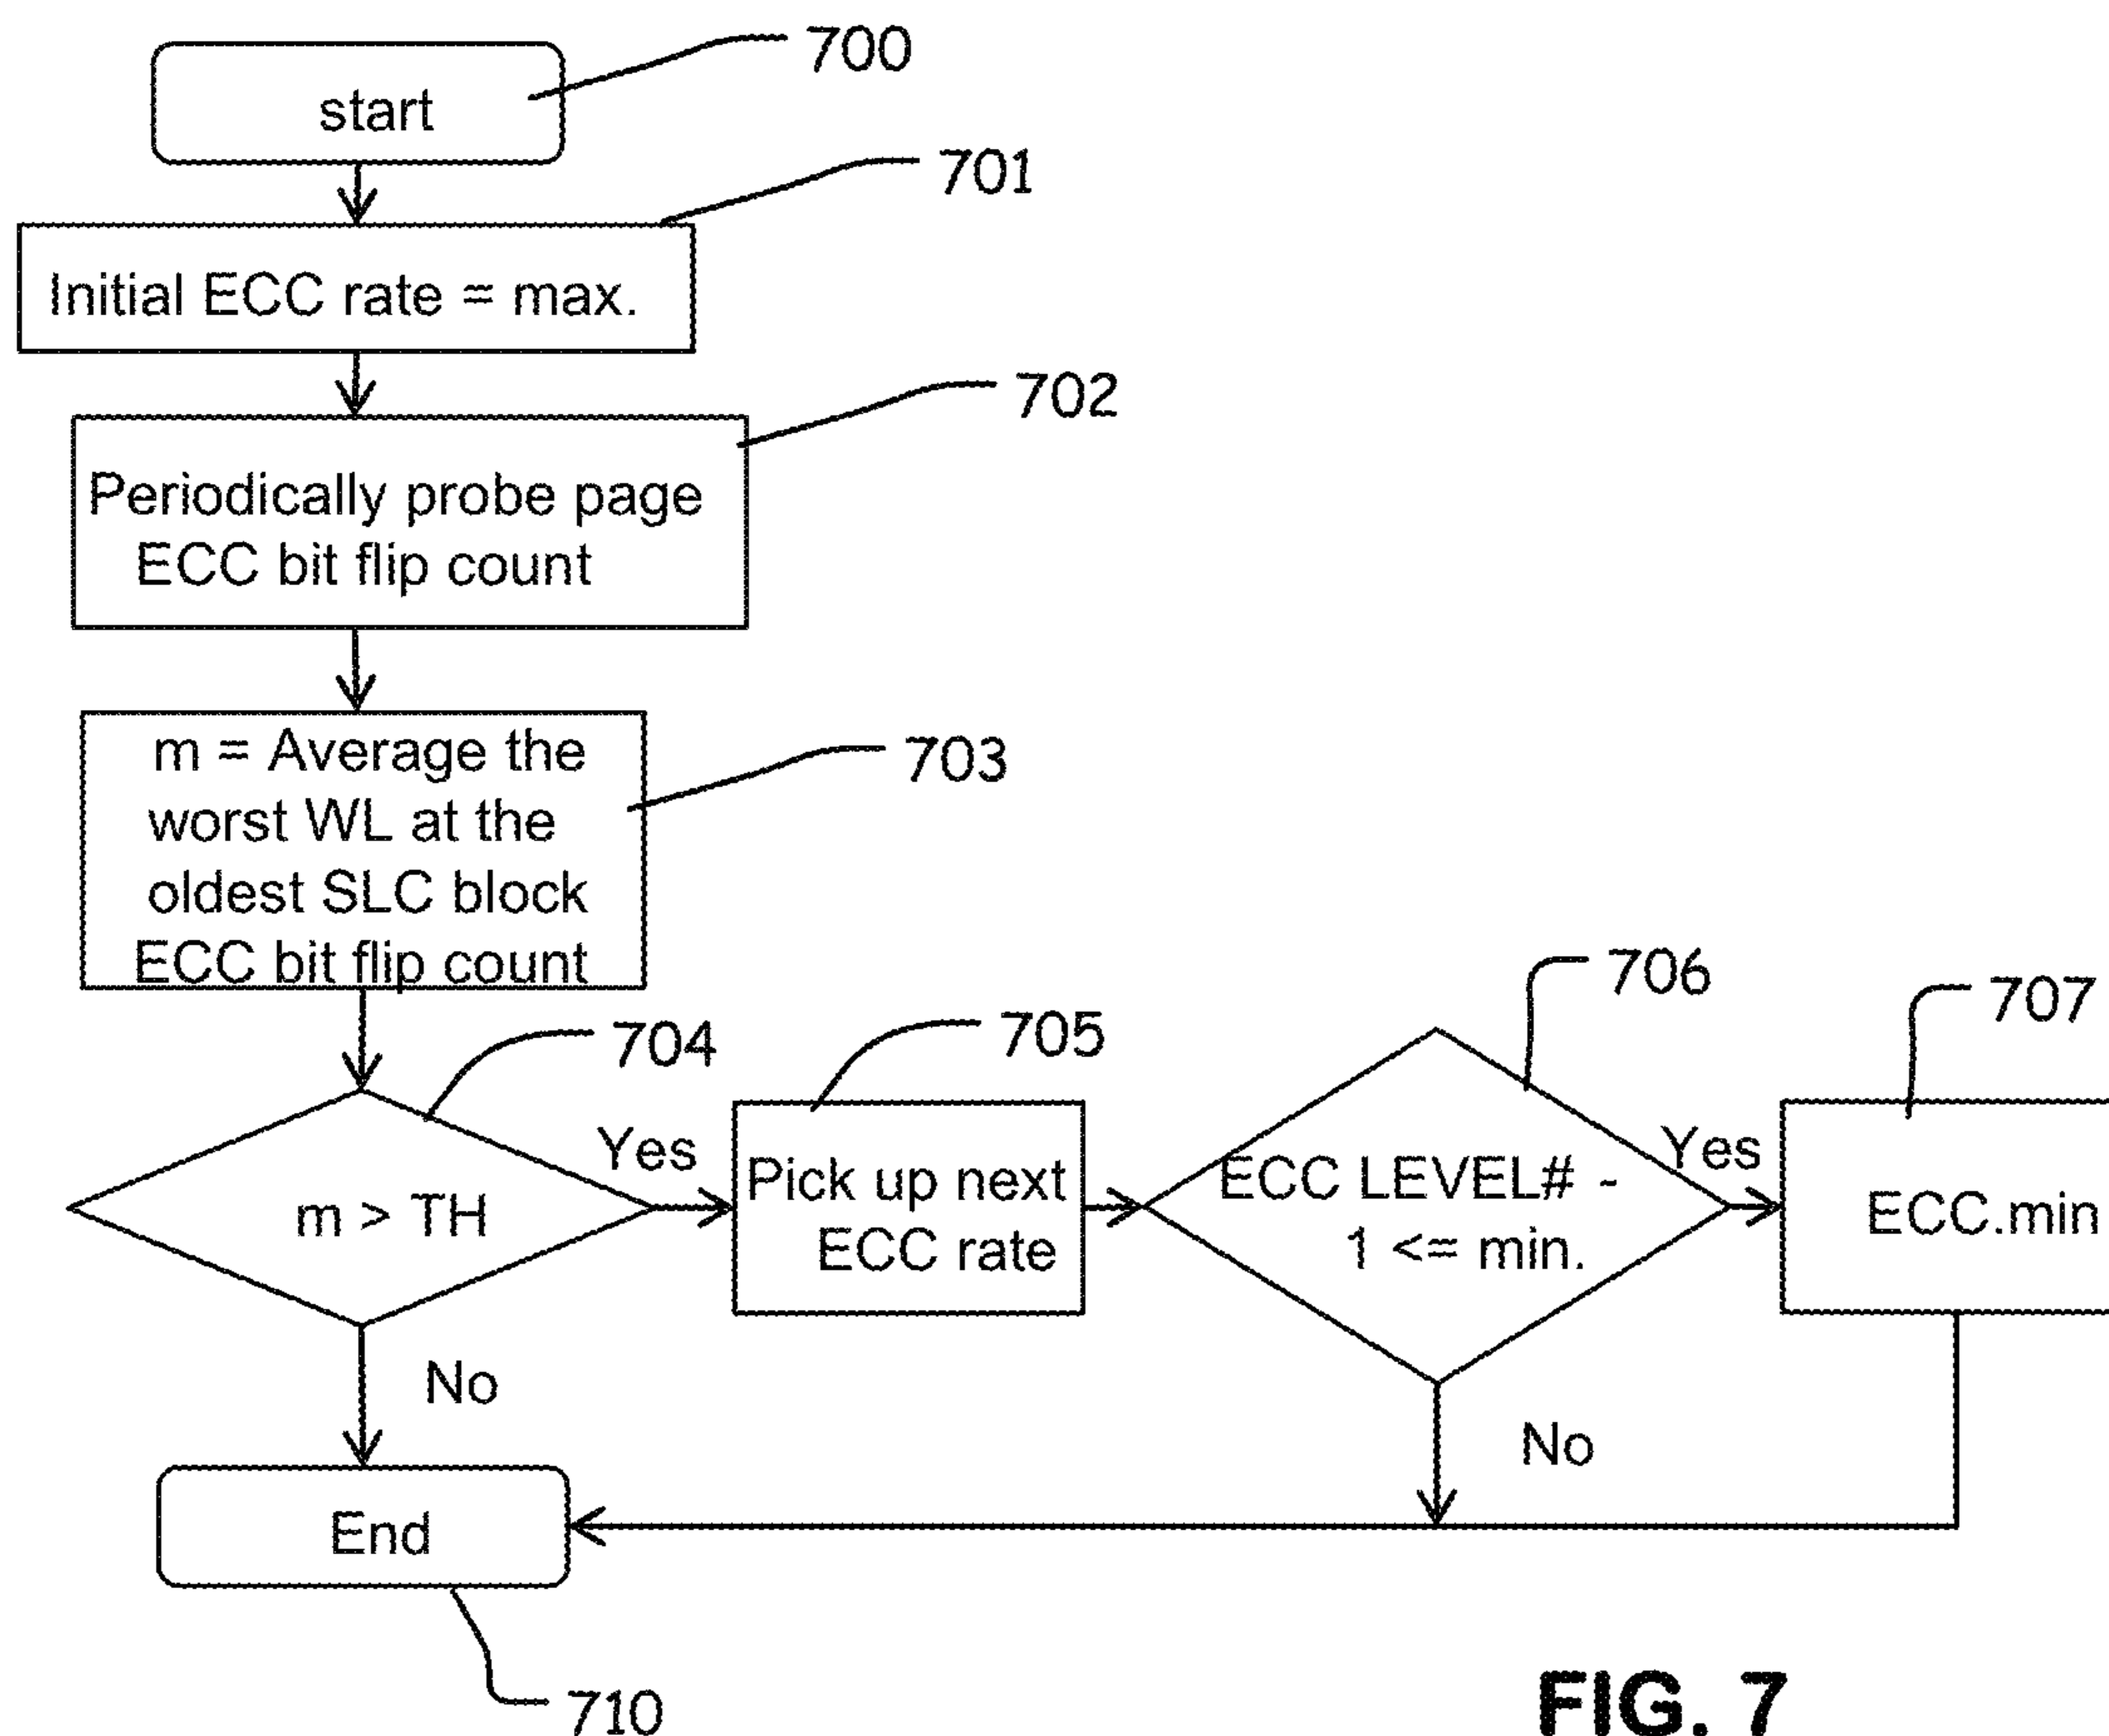 700
start
701
Initial ECC rate = max.
702
Periodically probe page
ECC bit flip count
703
m = Average the
worst WL at the
oldest SLC block
ECC bit flip count
704
m > TH
Yes
705
Pick up next
ECC rate
706
ECC LEVEL# -
1 <= min.
Yes
707
ECC.min
No
No
End
710
FIG. 7